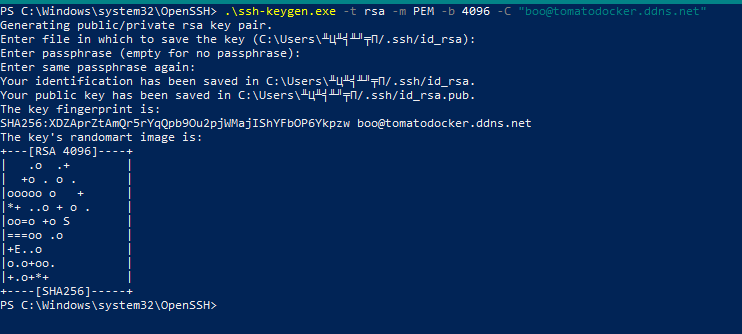 PS C:\Windows\system32\OpenSSH> .\ssh-keygen.exe -t rsa -m PEM -b 4096 -C "boo@tomatodocker.ddns.net"
Generating public/private rsa key pair.
Enter file in which to save the key (C:\Users\╨Ц╨╡╨╜╤П/.ssh/id_rsa):
Enter passphrase (empty for no passphrase):
Enter same passphrase again:
Your identification has been saved in C:\Users\╨Ц╨╡╨╜╤П/.ssh/id_rsa.
Your public key has been saved in C:\Users\╨Ц╨╡╨╜╤П/.ssh/id_rsa.pub.
The key fingerprint is:
SHA256:XDZAprZtAmQr5rYqQpb9Ou2pjWMajIShYFbOP6Ykpzw boo@tomatodocker.ddns.net
The key's randomart image is:
+---[RSA 4096]----+
|   .o  .+        |
|  +o . o .       |
|ooooo o   +      |
|*+ ..o + o .     |
|oo=o +o S        |
|===oo .o         |
|+E..o            |
|o.o+oo.          |
|+.o+*+           |
+----[SHA256]-----+
PS C:\Windows\system32\OpenSSH>